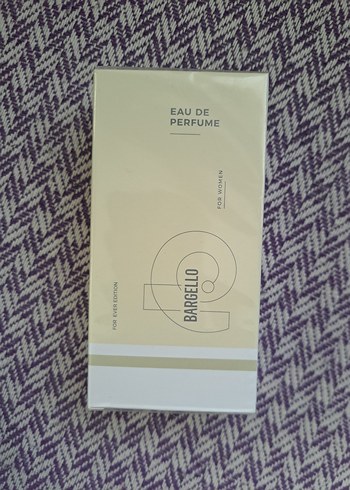 EAU DE
PERFUME
FOR WOMEN
BARGELLO
FOR EVER EDITION